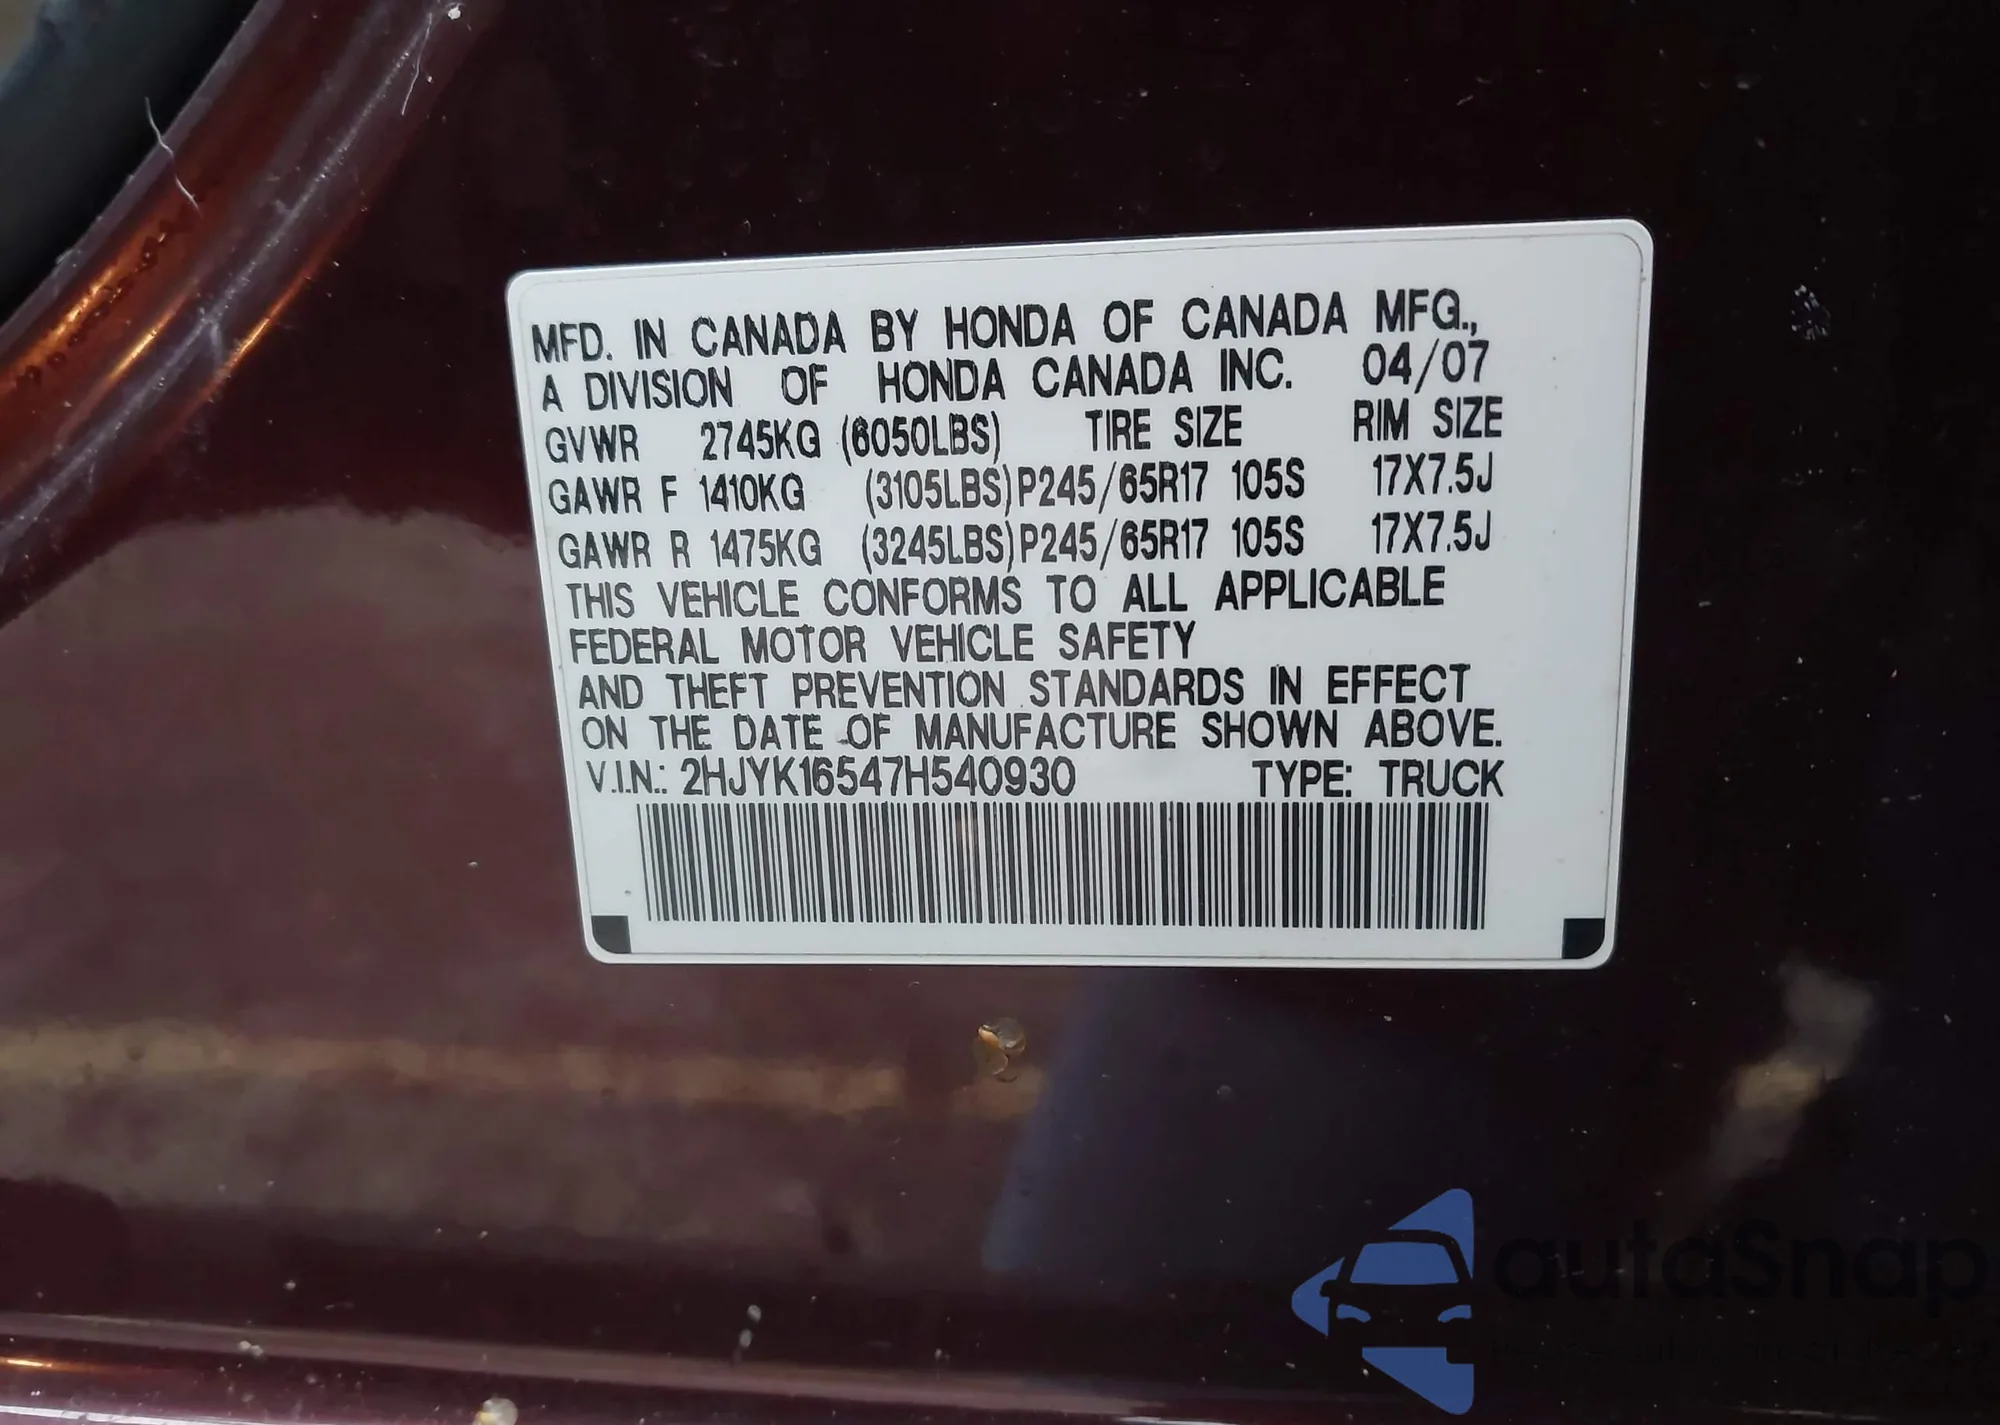 MFD. IN CANADA BY HONDA OF CANADA MFG.,
A DIVISION OF HONDA CANADA INC. 04/07
GVWR 2745KG (6050LBS) TIRE SIZE RIM SIZE
GAWR F 1410KG (3105LBS) P245/65R17 105S 17X7.5J
GAWR R 1475KG (3245LBS) P245/65R17 105S 17X7.5J
THIS VEHICLE CONFORMS TO ALL APPLICABLE
FEDERAL MOTOR VEHICLE SAFETY
AND THEFT PREVENTION STANDARDS IN EFFECT
ON THE DATE OF MANUFACTURE SHOWN ABOVE.
V.I.N.: 2HJYK16547H540930 TYPE: TRUCK
autoSnap